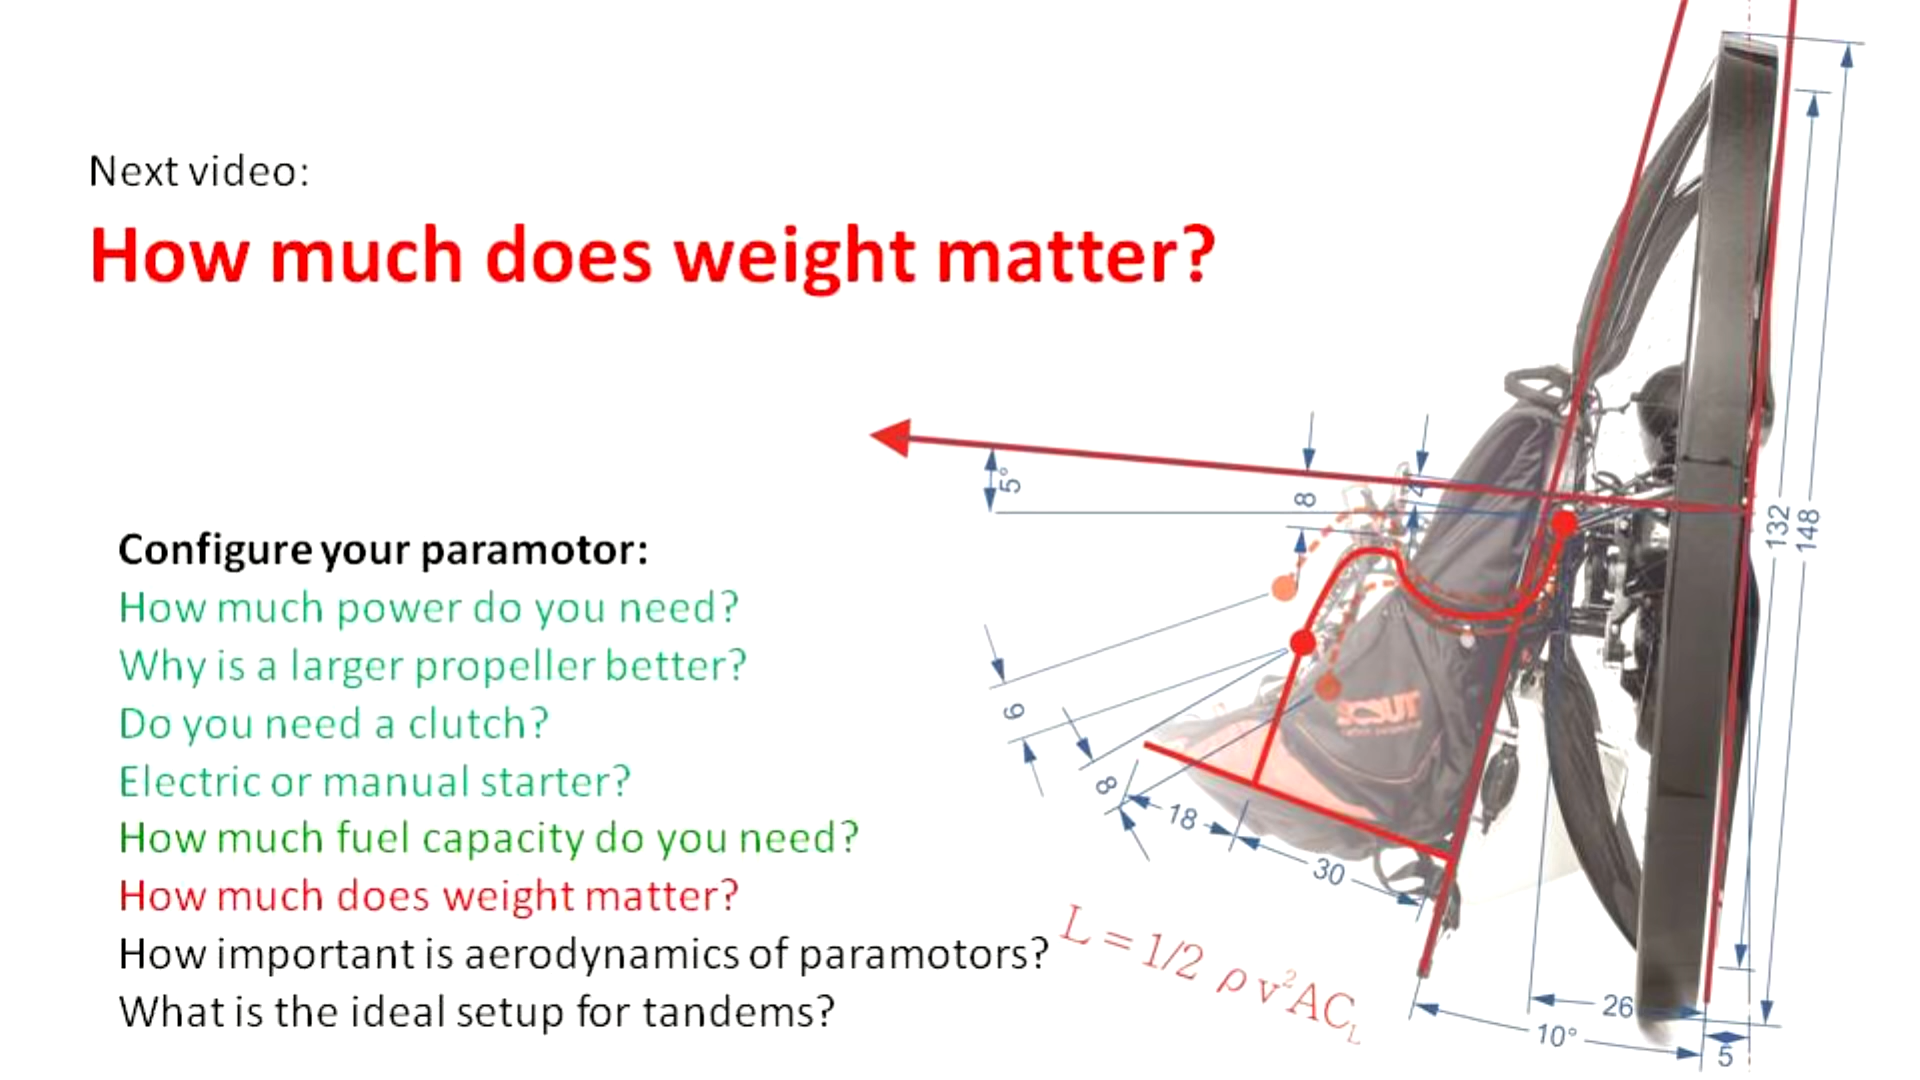 Next video:
How much does weight matter?
Configure your paramotor:
How much power do you need?
Why is a larger propeller better?
Do you need a clutch?
Electric or manual starter?
How much fuel capacity do you need?
How much does weight matter?
How important is aerodynamics of paramotors?
What is the ideal setup for tandems?
5°
8
4
132
148
6
8
18
30
SCOUT
L = 1/2 ρ v²AC_L
26
10°
5